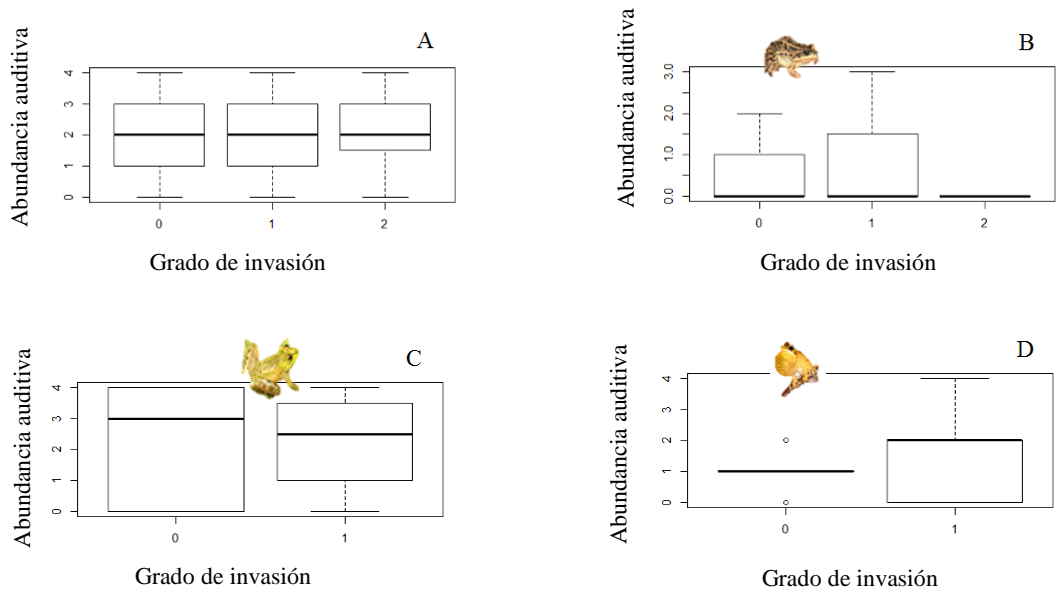 A
Abundancia auditiva
4
3
2
1
0
0 1 2
Grado de invasión
B
Abundancia auditiva
3.0
1.0
0.0
0 1 2
Grado de invasión
C
Abundancia auditiva
4
3
2
1
0
0 1
Grado de invasión
D
Abundancia auditiva
4
3
2
1
0
0 1
Grado de invasión